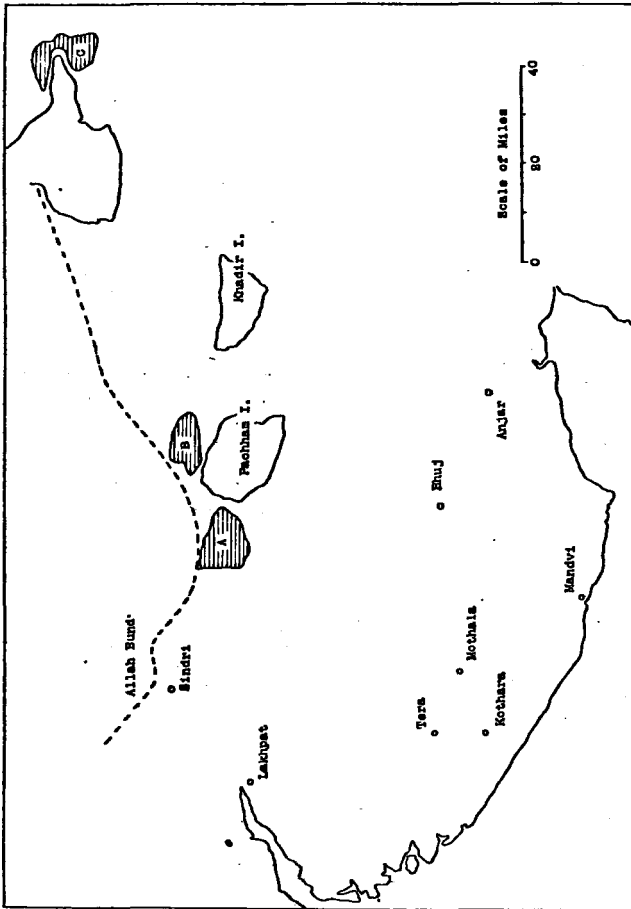 Allah Bund
Sindri
Lakhpat
A
B
C
Pachham I.
Khadir I.
Tera
Mothala
Kothara
Bhuj
Anjar
Mandvi
0 20 40
Scale of Miles